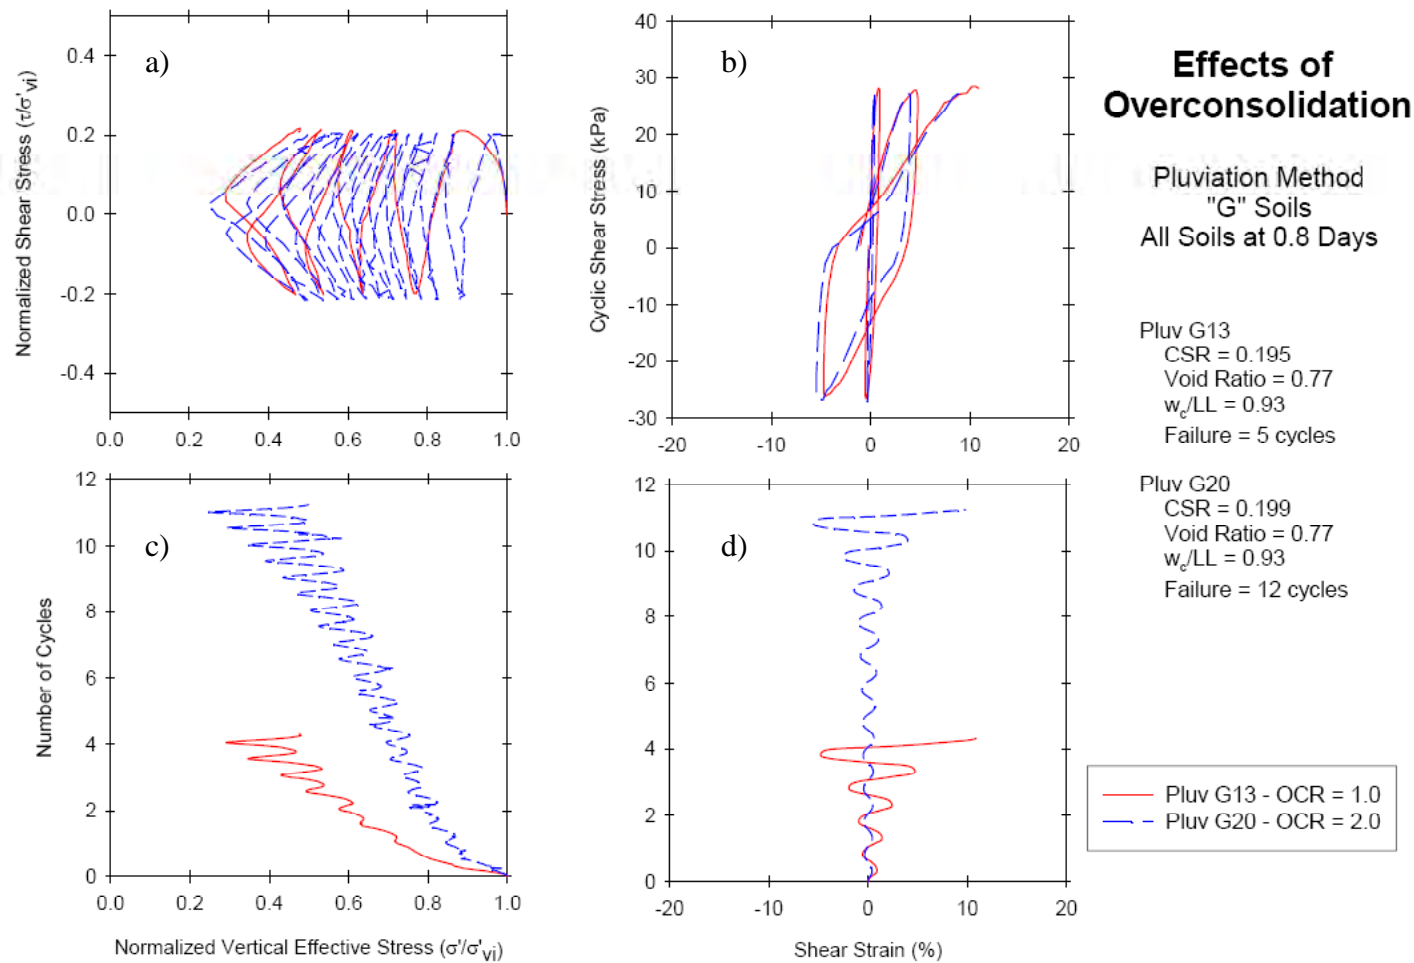 a)
Normalized Shear Stress (τ/σ'vi)
0.4
0.2
0.0
-0.2
-0.4
0.0
0.2
0.4
0.6
0.8
1.0
b)
Cyclic Shear Stress (kPa)
40
30
20
10
0
-10
-20
-30
-20
-10
0
10
20
c)
Number of Cycles
12
10
8
6
4
2
0
0.0
0.2
0.4
0.6
0.8
1.0
Normalized Vertical Effective Stress (σ'/σ'vi)
d)
12
10
8
6
4
2
0
-20
-10
0
10
20
Shear Strain (%)
Effects of
Overconsolidation
Pluviation Method
"G" Soils
All Soils at 0.8 Days
Pluv G13
CSR = 0.195
Void Ratio = 0.77
wc/LL = 0.93
Failure = 5 cycles
Pluv G20
CSR = 0.199
Void Ratio = 0.77
wc/LL = 0.93
Failure = 12 cycles
Pluv G13 - OCR = 1.0
Pluv G20 - OCR = 2.0